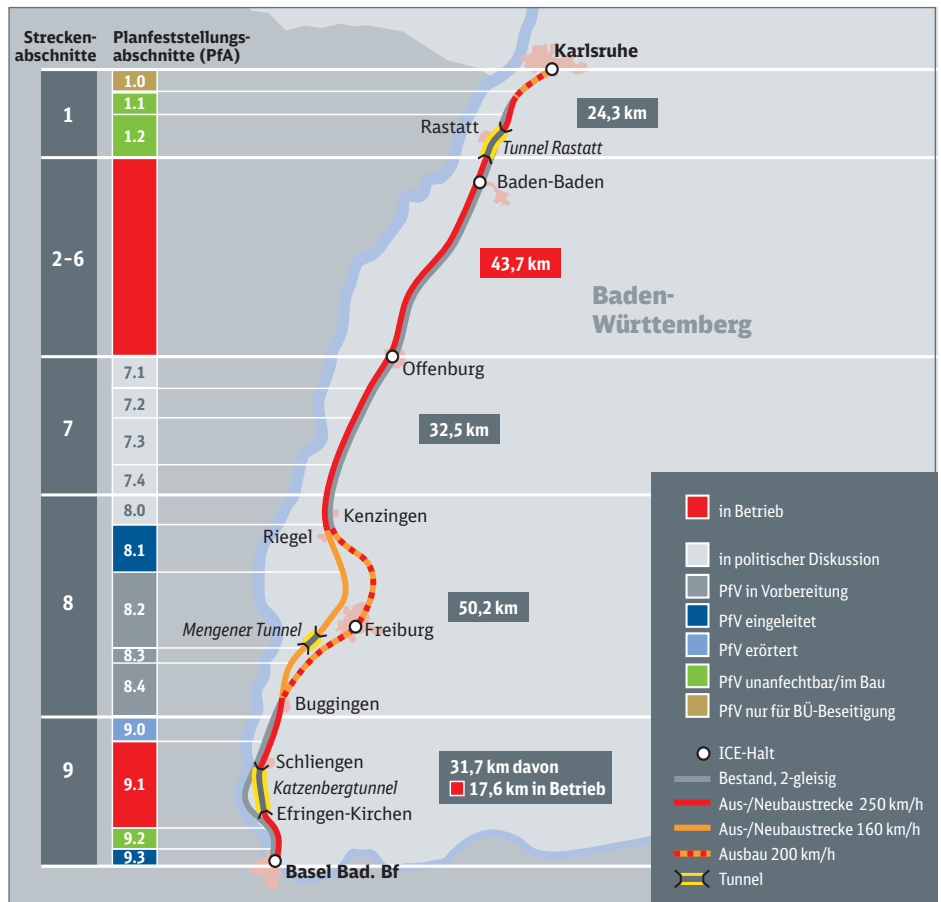 Strecken-
abschnitte
Planfeststellungs-
abschnitte (PfA)
1
1.0
1.1
1.2
2–6
7
7.1
7.2
7.3
7.4
8
8.0
8.1
8.2
8.3
8.4
9
9.0
9.1
9.2
9.3
Karlsruhe
24,3 km
Rastatt
Tunnel Rastatt
Baden-Baden
43,7 km
Baden-
Württemberg
Offenburg
32,5 km
Kenzingen
Riegel
50,2 km
Mengener Tunnel
Freiburg
Buggingen
Schliengen
Katzenbergtunnel
Efringen-Kirchen
31,7 km davon
17,6 km in Betrieb
Basel Bad. Bf
in Betrieb
in politischer Diskussion
PfV in Vorbereitung
PfV eingeleitet
PfV erörtert
PfV unanfechtbar/im Bau
PfV nur für BÜ-Beseitigung
ICE-Halt
Bestand, 2-gleisig
Aus-/Neubaustrecke 250 km/h
Aus-/Neubaustrecke 160 km/h
Ausbau 200 km/h
Tunnel